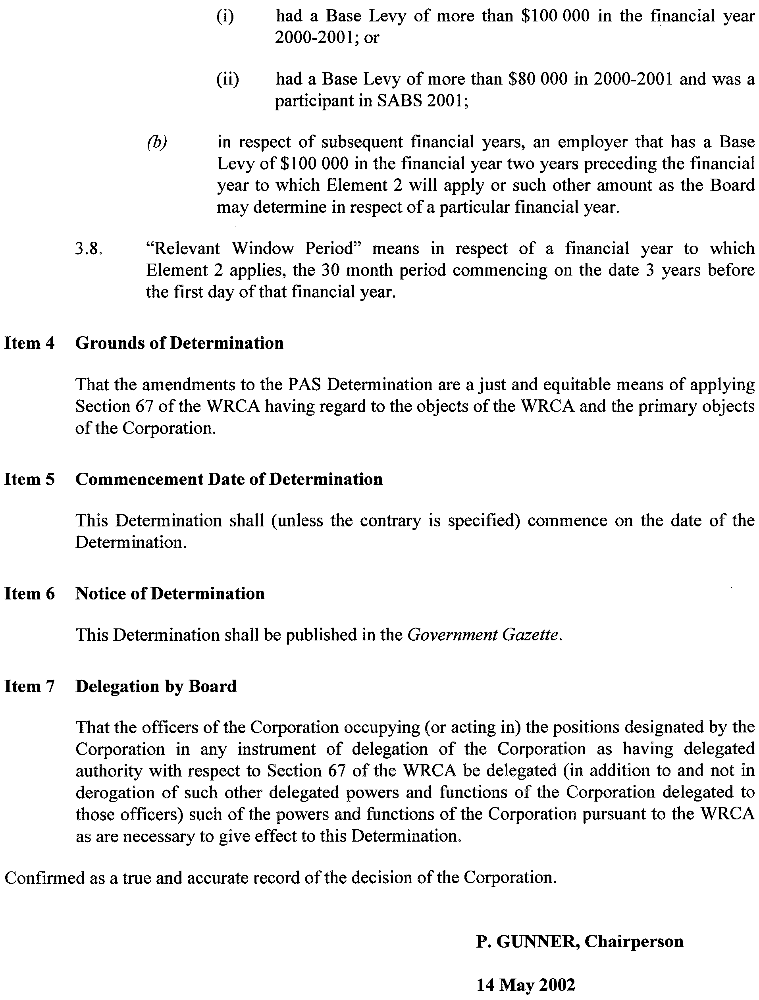 (i) had a Base Levy of more than $100 000 in the financial year
2000-2001; or
(ii) had a Base Levy of more than $80 000 in 2000-2001 and was a
participant in SABS 2001;
(b) in respect of subsequent financial years, an employer that has a Base
Levy of $100 000 in the financial year two years preceding the financial
year to which Element 2 will apply or such other amount as the Board
may determine in respect of a particular financial year.
3.8. “Relevant Window Period” means in respect of a financial year to which
Element 2 applies, the 30 month period commencing on the date 3 years before
the first day of that financial year.
Item 4 Grounds of Determination
That the amendments to the PAS Determination are a just and equitable means of applying
Section 67 of the WRCA having regard to the objects of the WRCA and the primary objects
of the Corporation.
Item 5 Commencement Date of Determination
This Determination shall (unless the contrary is specified) commence on the date of the
Determination.
Item 6 Notice of Determination
This Determination shall be published in the Government Gazette.
Item 7 Delegation by Board
That the officers of the Corporation occupying (or acting in) the positions designated by the
Corporation in any instrument of delegation of the Corporation as having delegated
authority with respect to Section 67 of the WRCA be delegated (in addition to and not in
derogation of such other delegated powers and functions of the Corporation delegated to
those officers) such of the powers and functions of the Corporation pursuant to the WRCA
as are necessary to give effect to this Determination.
Confirmed as a true and accurate record of the decision of the Corporation.
P. GUNNER, Chairperson
14 May 2002